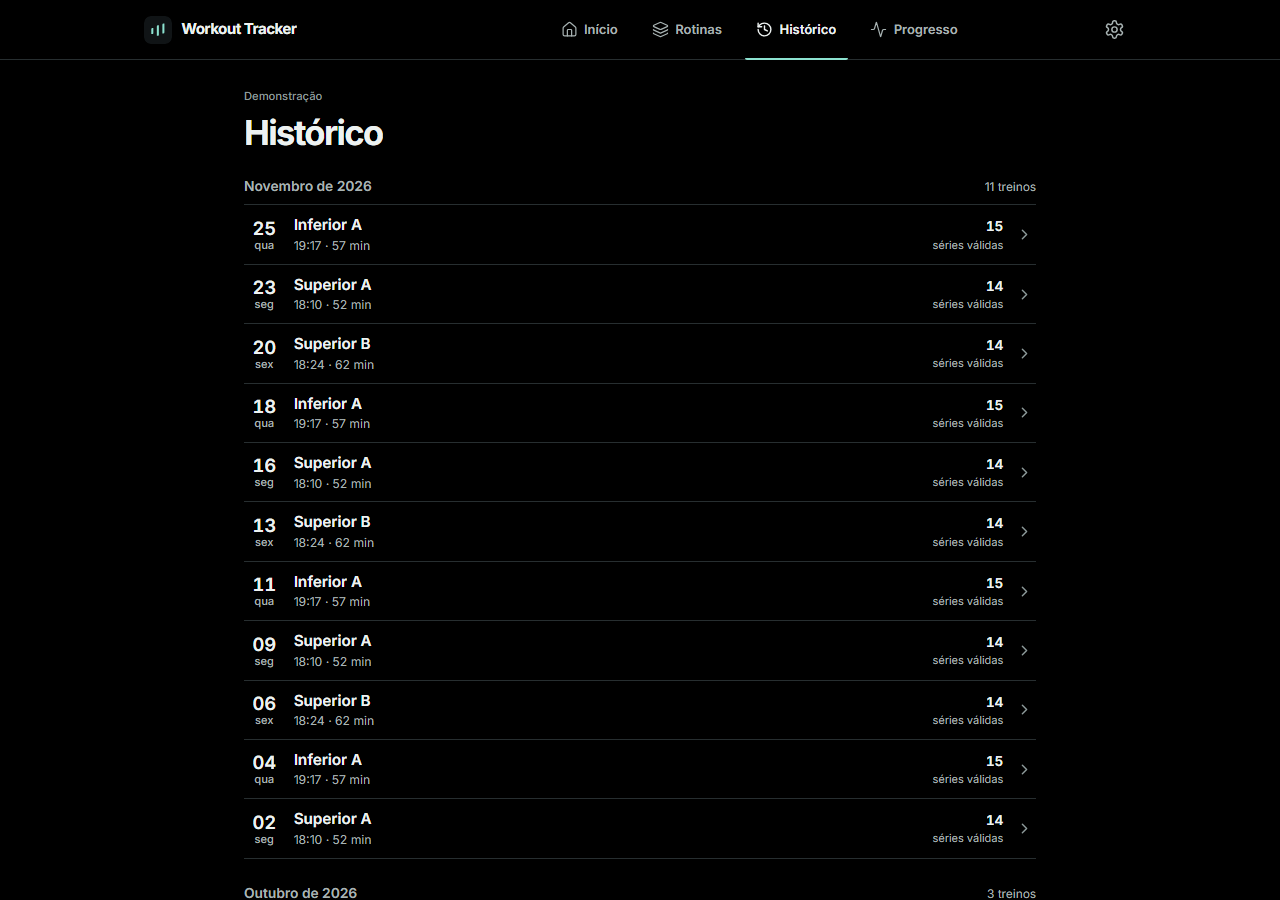 Workout Tracker
Início
Rotinas
Histórico
Progresso
Demonstração
Histórico
Novembro de 2026
11 treinos
25
qua
Inferior A
19:17 · 57 min
15
séries válidas
23
seg
Superior A
18:10 · 52 min
14
séries válidas
20
sex
Superior B
18:24 · 62 min
14
séries válidas
18
qua
Inferior A
19:17 · 57 min
15
séries válidas
16
seg
Superior A
18:10 · 52 min
14
séries válidas
13
sex
Superior B
18:24 · 62 min
14
séries válidas
11
qua
Inferior A
19:17 · 57 min
15
séries válidas
09
seg
Superior A
18:10 · 52 min
14
séries válidas
06
sex
Superior B
18:24 · 62 min
14
séries válidas
04
qua
Inferior A
19:17 · 57 min
15
séries válidas
02
seg
Superior A
18:10 · 52 min
14
séries válidas
Outubro de 2026
3 treinos